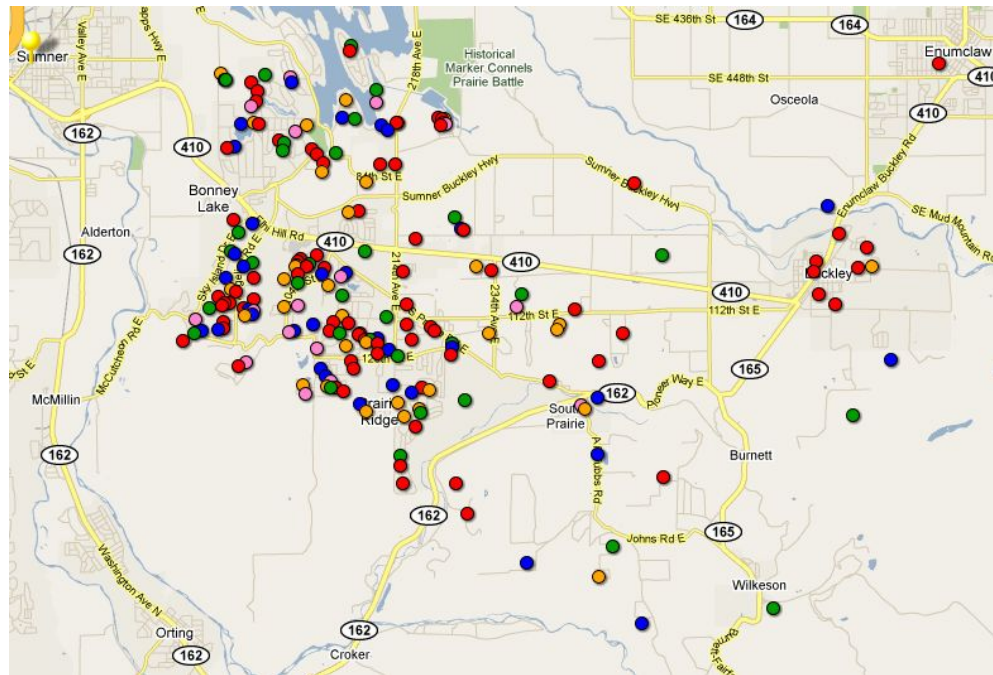 SE 436th St
164
164
Enumclaw
Sumner
Valley Ave E
Historical
Marker Connels
Prairie Battle
SE 448th St
410
Osceola
162
410
410
Sumner Buckley Hwy
Sumner Buckley Hwy
Enumclaw Buckley Rd
Bonney
Lake
Alderton
SE Mud Mountain Rd
162
410
410
Buckley
410
234th Ave E
112th St E
112th St E
McCutcheon Rd E
McMillin
165
Pioneer Way E
162
South
Prairie
Ridge
162
Burnett
162
165
Johns Rd E
Washington Ave N
Wilkeson
Orting
162
162
Croker